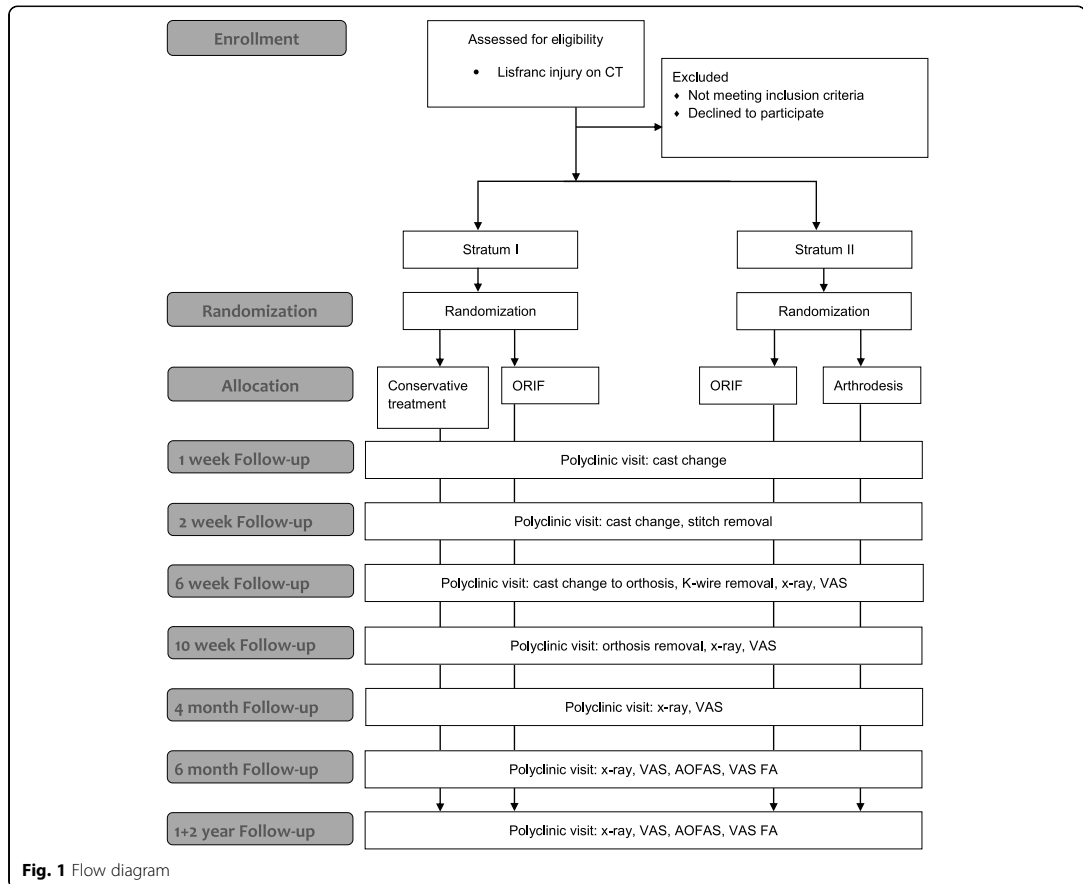 Enrollment
Assessed for eligibility
• Lisfranc injury on CT
Excluded
♦ Not meeting inclusion criteria
♦ Declined to participate
Stratum I
Stratum II
Randomization
Randomization
Randomization
Allocation
Conservative
treatment
ORIF
ORIF
Arthrodesis
1 week Follow-up
Polyclinic visit: cast change
2 week Follow-up
Polyclinic visit: cast change, stitch removal
6 week Follow-up
Polyclinic visit: cast change to orthosis, K-wire removal, x-ray, VAS
10 week Follow-up
Polyclinic visit: orthosis removal, x-ray, VAS
4 month Follow-up
Polyclinic visit: x-ray, VAS
6 month Follow-up
Polyclinic visit: x-ray, VAS, AOFAS, VAS FA
1+2 year Follow-up
Polyclinic visit: x-ray, VAS, AOFAS, VAS FA
Fig. 1 Flow diagram